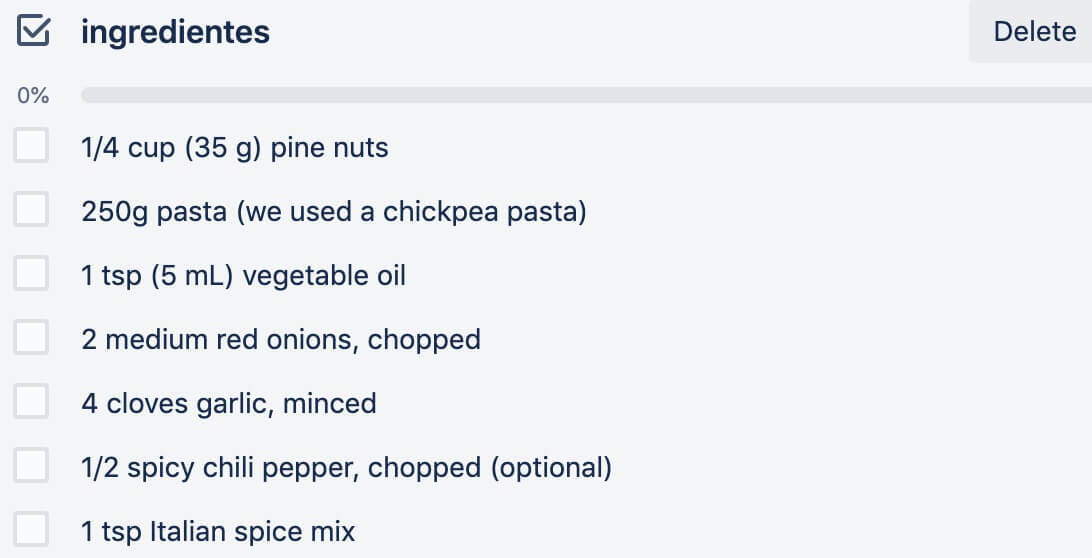 ingredientes
Delete
0%
1/4 cup (35 g) pine nuts
250g pasta (we used a chickpea pasta)
1 tsp (5 mL) vegetable oil
2 medium red onions, chopped
4 cloves garlic, minced
1/2 spicy chili pepper, chopped (optional)
1 tsp Italian spice mix